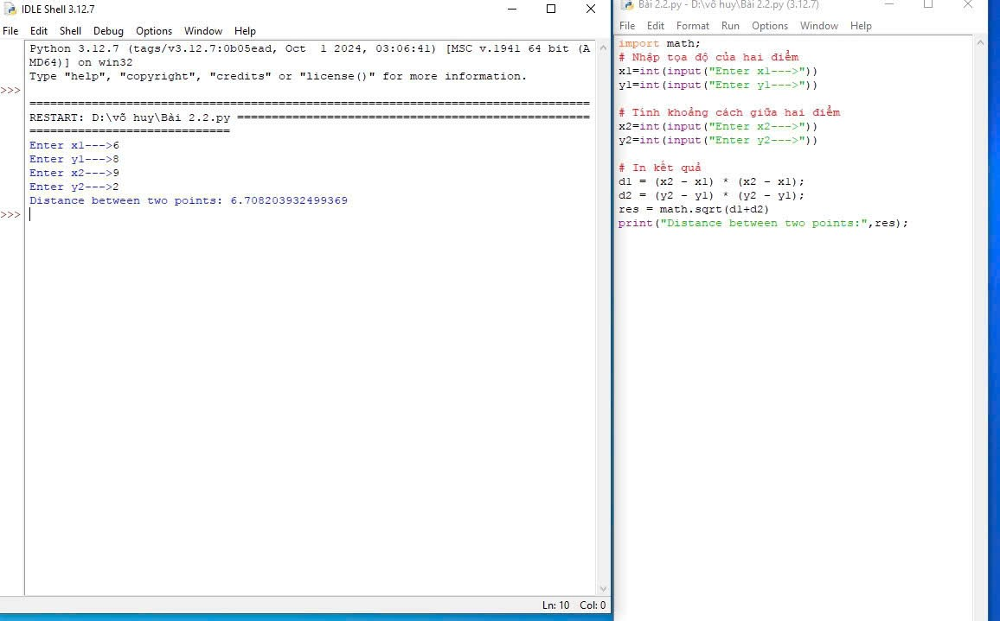 IDLE Shell 3.12.7
File Edit Shell Debug Options Window Help
Python 3.12.7 (tags/v3.12.7:0b05ead, Oct  1 2024, 03:06:41) [MSC v.1941 64 bit (A
MD64)] on win32
Type "help", "copyright", "credits" or "license()" for more information.
>>>
=================================================================================
RESTART: D:\võ huy\Bài 2.2.py ===================================================
=============================
Enter x1--->6
Enter y1--->8
Enter x2--->9
Enter y2--->2
Distance between two points: 6.708203932499369
>>>
Ln: 10 Col: 0
Bài 2.2.py - D:\võ huy\Bài 2.2.py (3.12.7)
File Edit Format Run Options Window Help
import math;
# Nhập tọa độ của hai điểm
x1=int(input("Enter x1--->"))
y1=int(input("Enter y1--->"))
# Tính khoảng cách giữa hai điểm
x2=int(input("Enter x2--->"))
y2=int(input("Enter y2--->"))
# In kết quả
d1 = (x2 - x1) * (x2 - x1);
d2 = (y2 - y1) * (y2 - y1);
res = math.sqrt(d1+d2)
print("Distance between two points:",res);